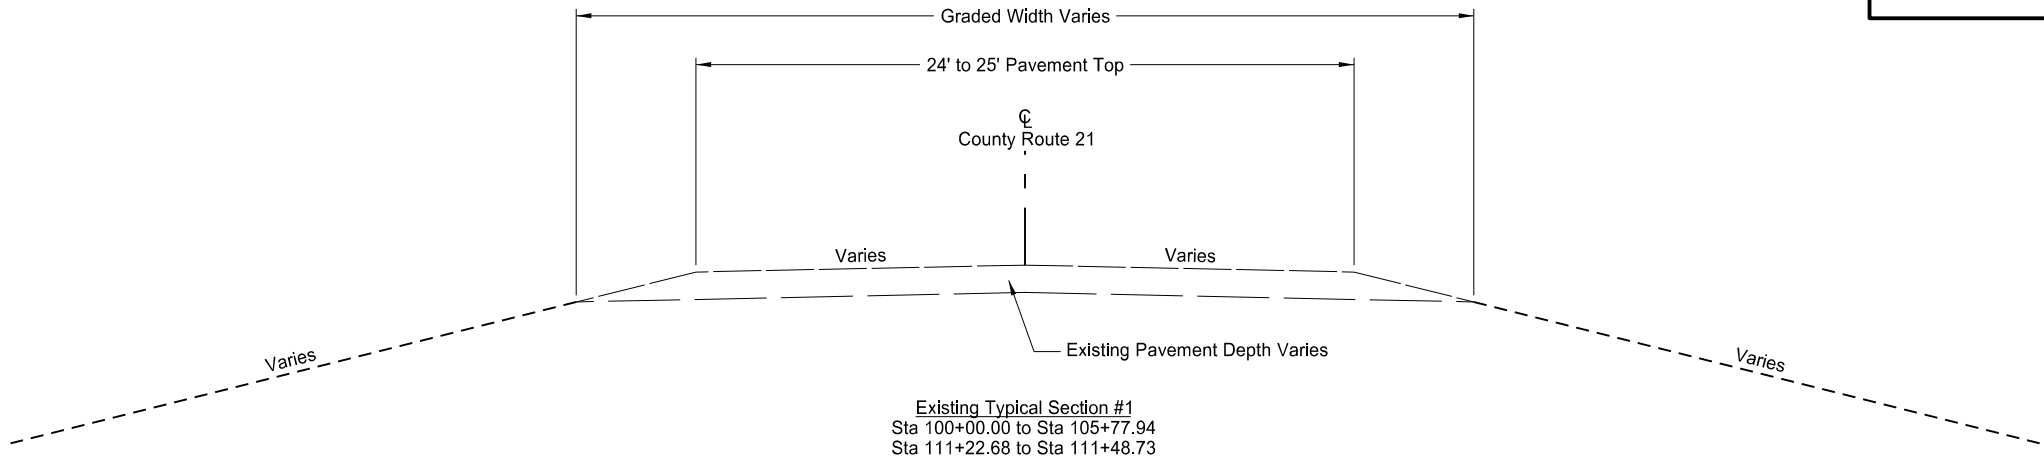 Graded Width Varies
24' to 25' Pavement Top
℄
County Route 21
Varies
Varies
Varies
Existing Pavement Depth Varies
Varies
Existing Typical Section #1
Sta 100+00.00 to Sta 105+77.94
Sta 111+22.68 to Sta 111+48.73